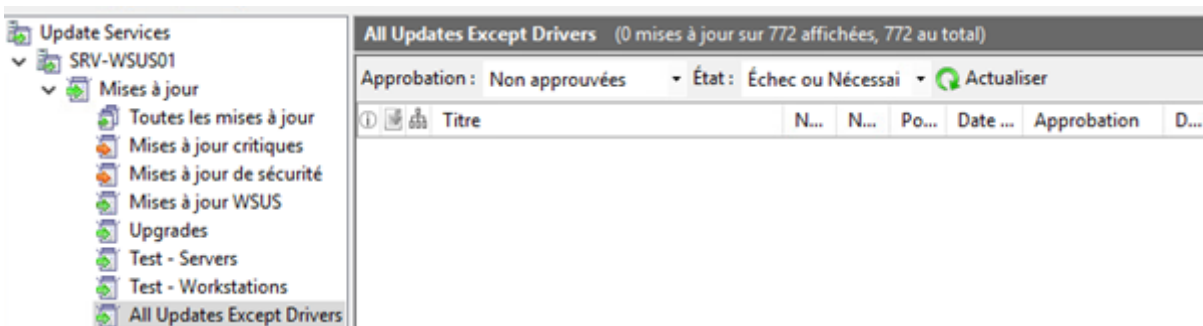 Update Services
SRV-WSUS01
Mises à jour
Toutes les mises à jour
Mises à jour critiques
Mises à jour de sécurité
Mises à jour WSUS
Upgrades
Test - Servers
Test - Workstations
All Updates Except Drivers
All Updates Except Drivers (0 mises à jour sur 772 affichées, 772 au total)
Approbation : Non approuvées État : Échec ou Nécessai Actualiser
Titre N... N... Po... Date ... Approbation D...